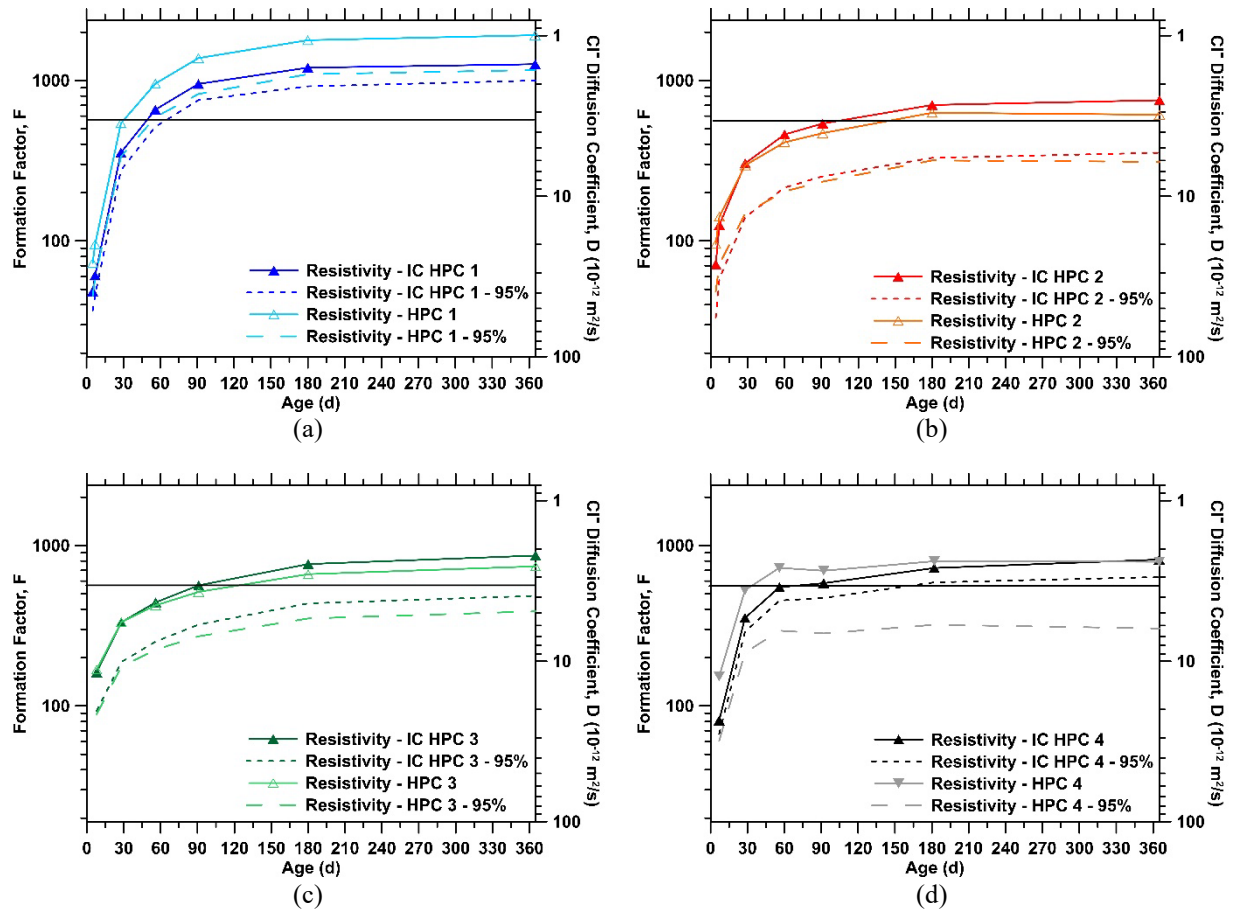 Formation Factor, F
1000
100
1
10
100
Cl⁻ Diffusion Coefficient, D (10⁻¹² m²/s)
Resistivity - IC HPC 1
Resistivity - IC HPC 1 - 95%
Resistivity - HPC 1
Resistivity - HPC 1 - 95%
0 30 60 90 120 150 180 210 240 270 300 330 360
Age (d)
(a)
Formation Factor, F
1000
100
1
10
100
Cl⁻ Diffusion Coefficient, D (10⁻¹² m²/s)
Resistivity - IC HPC 2
Resistivity - IC HPC 2 - 95%
Resistivity - HPC 2
Resistivity - HPC 2 - 95%
0 30 60 90 120 150 180 210 240 270 300 330 360
Age (d)
(b)
Formation Factor, F
1000
100
1
10
100
Cl⁻ Diffusion Coefficient, D (10⁻¹² m²/s)
Resistivity - IC HPC 3
Resistivity - IC HPC 3 - 95%
Resistivity - HPC 3
Resistivity - HPC 3 - 95%
0 30 60 90 120 150 180 210 240 270 300 330 360
Age (d)
(c)
Formation Factor, F
1000
100
1
10
100
Cl⁻ Diffusion Coefficient, D (10⁻¹² m²/s)
Resistivity - IC HPC 4
Resistivity - IC HPC 4 - 95%
Resistivity - HPC 4
Resistivity - HPC 4 - 95%
0 30 60 90 120 150 180 210 240 270 300 330 360
Age (d)
(d)